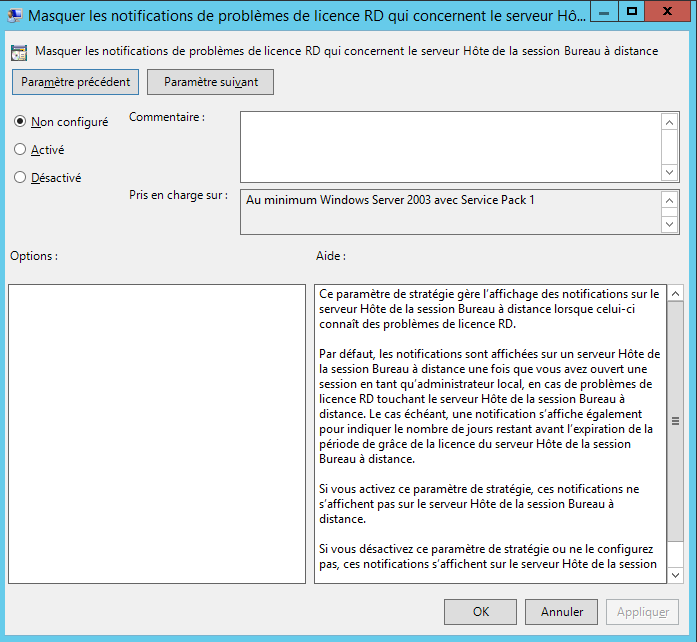 Masquer les notifications de problèmes de licence RD qui concernent le serveur Hô...
Masquer les notifications de problèmes de licence RD qui concernent le serveur Hôte de la session Bureau à distance
Paramètre précédent
Paramètre suivant
Non configuré
Commentaire :
Activé
Désactivé
Pris en charge sur :
Au minimum Windows Server 2003 avec Service Pack 1
Options :
Aide :
Ce paramètre de stratégie gère l’affichage des notifications sur le
serveur Hôte de la session Bureau à distance lorsque celui-ci
connaît des problèmes de licence RD.
Par défaut, les notifications sont affichées sur un serveur Hôte de
la session Bureau à distance une fois que vous avez ouvert une
session en tant qu’administrateur local, en cas de problèmes de
licence RD touchant le serveur Hôte de la session Bureau à
distance. Le cas échéant, une notification s’affiche également
pour indiquer le nombre de jours restant avant l’expiration de la
période de grâce de la licence du serveur Hôte de la session
Bureau à distance.
Si vous activez ce paramètre de stratégie, ces notifications ne
s’affichent pas sur le serveur Hôte de la session Bureau à
distance.
Si vous désactivez ce paramètre de stratégie ou ne le configurez
pas, ces notifications s’affichent sur le serveur Hôte de la session
OK
Annuler
Appliquer